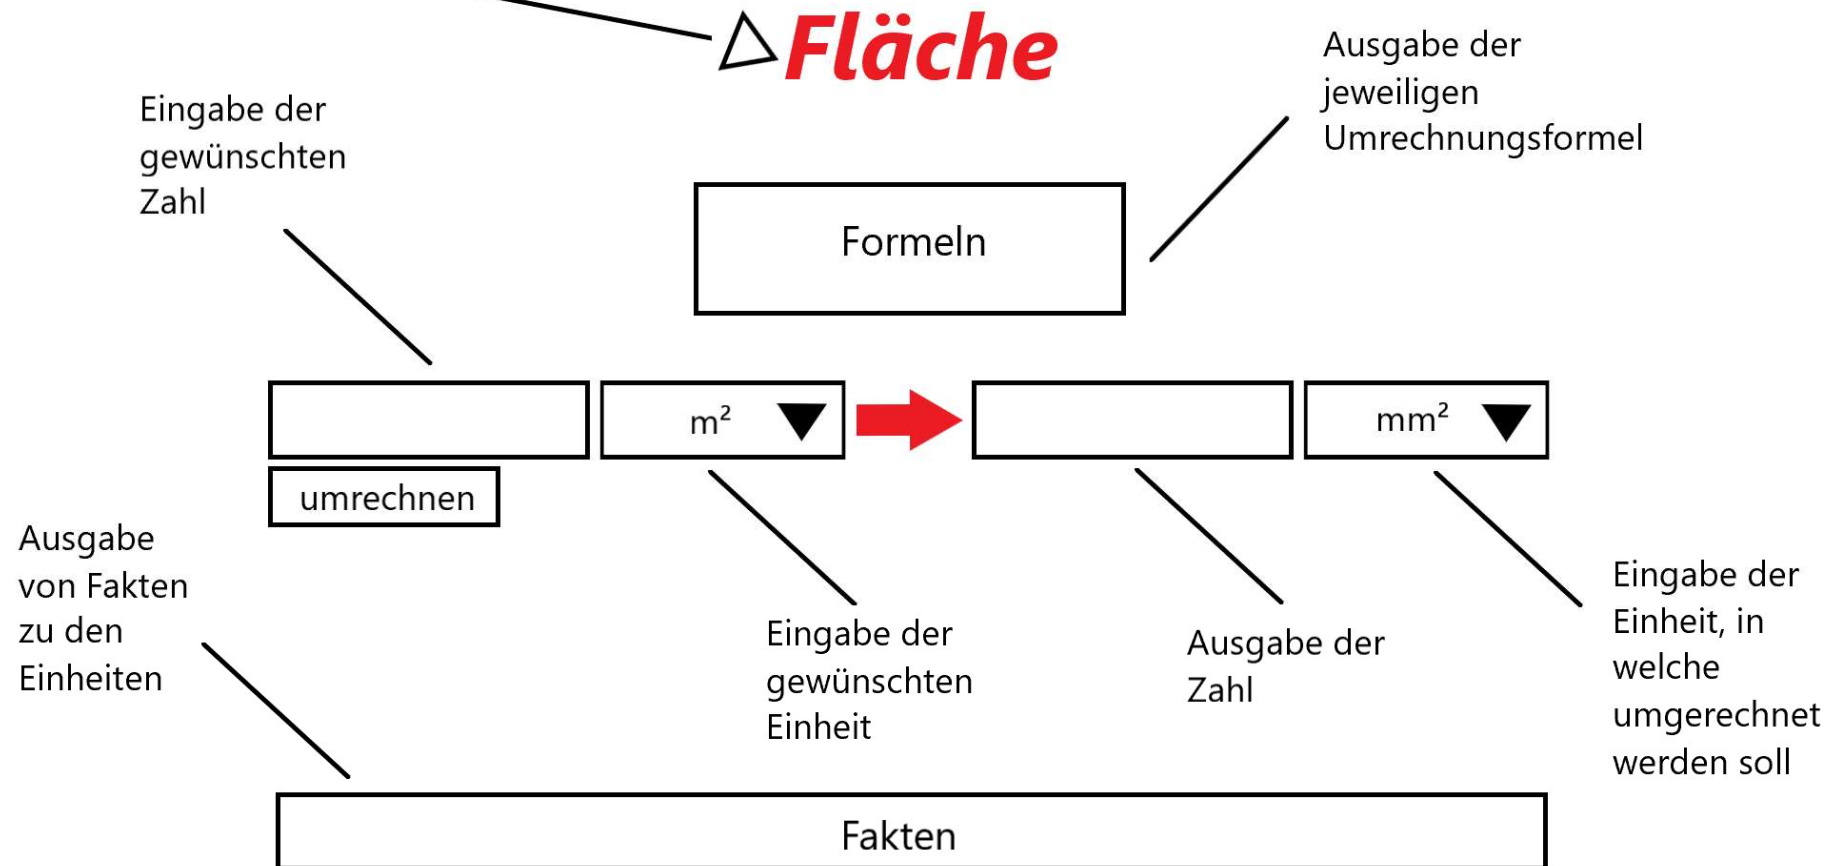 Fläche
Ausgabe der
jeweiligen
Umrechnungsformel
Eingabe der
gewünschten
Zahl
Formeln
m²
mm²
umrechnen
Ausgabe
von Fakten
zu den
Einheiten
Eingabe der
gewünschten
Einheit
Ausgabe der
Zahl
Eingabe der
Einheit, in
welche
umgerechnet
werden soll
Fakten